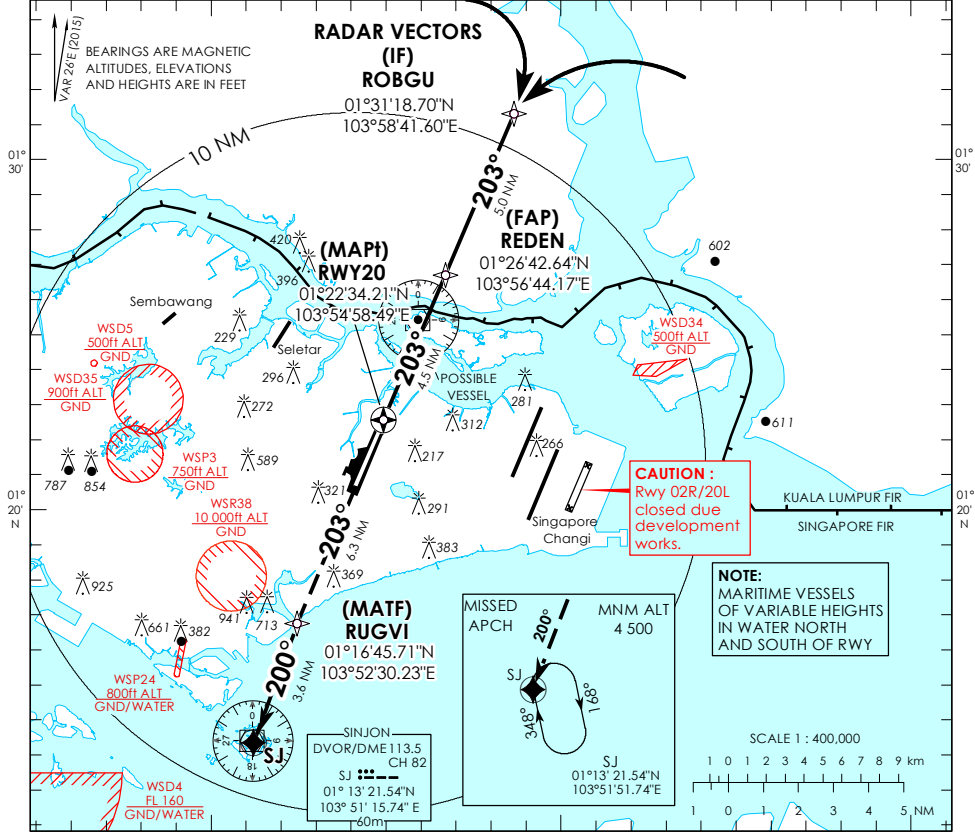 VAR 26'E (2015)
BEARINGS ARE MAGNETIC
ALTITUDES, ELEVATIONS
AND HEIGHTS ARE IN FEET
RADAR VECTORS
(IF)
ROBGU
01°31'18.70"N
103°58'41.60"E
10 NM
01°
30'
01°
30'
203°
5.0 NM
(FAP)
REDEN
01°26'42.64"N
103°56'44.17"E
602
420
396
(MAPt)
RWY20
01°22'34.21"N
103°54'58.49"E
0
Sembawang
229
Seletar
296
WSD5
500ft ALT
GND
WSD35
900ft ALT
GND
WSD34
500ft ALT
GND
203°
4.5 NM
POSSIBLE
VESSEL
281
272
312
611
266
217
589
787
854
WSP3
750ft ALT
GND
321
291
WSR38
10 000ft ALT
GND
CAUTION :
Rwy 02R/20L
closed due
development
works.
01°
20'
N
KUALA LUMPUR FIR
SINGAPORE FIR
01°
20'
N
Singapore
Changi
203°
6.3 NM
383
369
925
941
713
661
382
(MATF)
RUGVI
01°16'45.71"N
103°52'30.23"E
NOTE:
MARITIME VESSELS
OF VARIABLE HEIGHTS
IN WATER NORTH
AND SOUTH OF RWY
WSP24
800ft ALT
GND/WATER
200°
3.6 NM
0
9
18
27
SJ
MISSED
APCH
MNM ALT
4 500
200°
SJ
348°
168°
SJ
01°13' 21.54"N
103°51'51.74"E
SINJON
DVOR/DME 113.5
CH 82
SJ
01° 13' 21.54"N
103° 51' 15.74" E
60m
WSD4
FL 160
GND/WATER
SCALE 1 : 400,000
1 0 1 2 3 4 5 6 7 8 9 km
1 0 1 2 3 4 5 NM